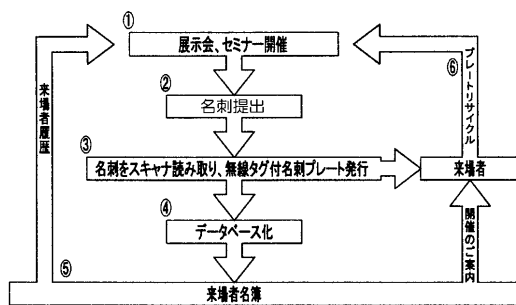 ①
展示会、セミナー開催
②
名刺提出
③
名刺をスキャナ読み取り、無線タグ付名刺プレート発行
来場者
④
データベース化
⑤
来場者名簿
来場者履歴
⑥
プレートリサイクル
開催のご案内